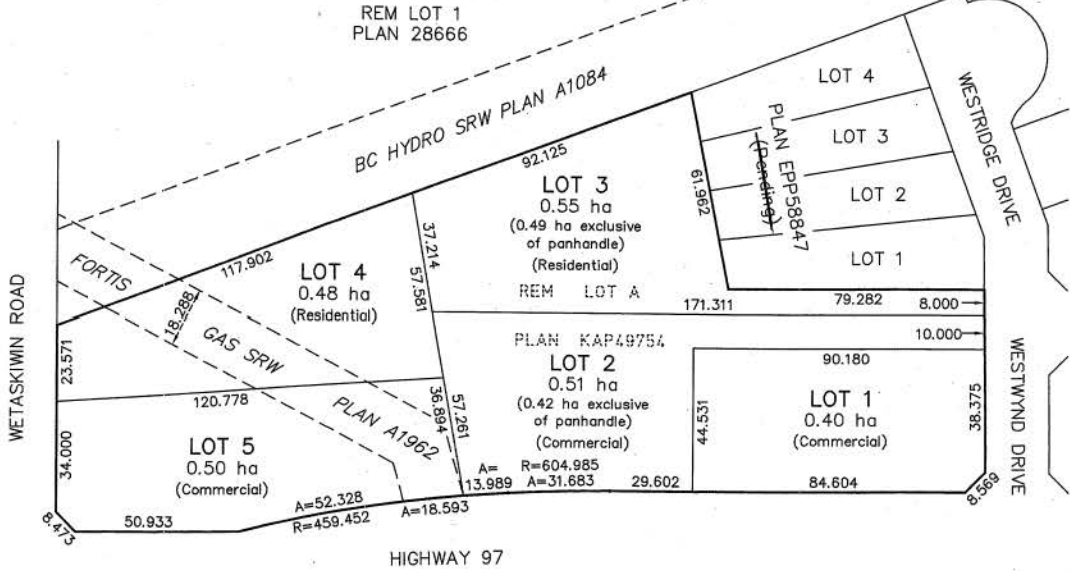 REM LOT 1
PLAN 28666
BC HYDRO SRW PLAN A1084
92.125
117.902
FORTIS
GAS SRW
PLAN A1962
18.288
WETASKIWIN ROAD
23.571
34.000
8.473
50.933
120.778
LOT 4
0.48 ha
(Residential)
37.214
57.581
LOT 3
0.55 ha
(0.49 ha exclusive
of panhandle)
(Residential)
REM LOT A
171.311
61.962
PLAN EPP58847
(Pending)
LOT 4
LOT 3
LOT 2
LOT 1
79.282
8.000
10.000
WESTRIDGE DRIVE
WESTWYND DRIVE
PLAN KAP49754
LOT 2
0.51 ha
(0.42 ha exclusive
of panhandle)
(Commercial)
36.894
57.261
44.531
90.180
LOT 1
0.40 ha
(Commercial)
38.375
8.569
84.604
29.602
A=
13.989
R=604.985
A=31.683
LOT 5
0.50 ha
(Commercial)
A=52.328
R=459.452
A=18.593
HIGHWAY 97